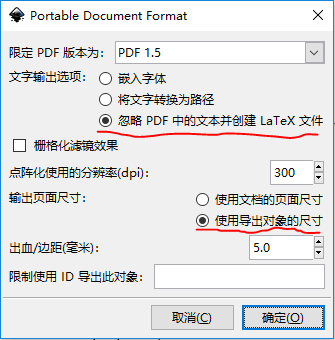 Portable Document Format
限定 PDF 版本为: PDF 1.5
文字输出选项: 嵌入字体
将文字转换为路径
忽略 PDF 中的文本并创建 LaTeX 文件
栅格化滤镜效果
点阵化使用的分辨率(dpi): 300
输出页面尺寸: 使用文档的页面尺寸
使用导出对象的尺寸
出血/边距(毫米): 5.0
限制使用 ID 导出此对象:
取消(C) 确定(O)